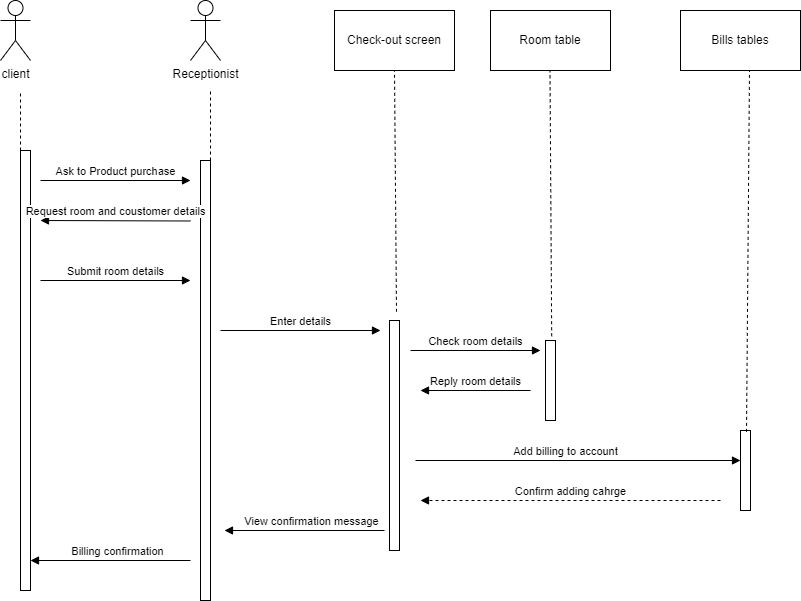 client
Receptionist
Check-out screen
Room table
Bills tables
Ask to Product purchase
Request room and coustomer details
Submit room details
Enter details
Check room details
Reply room details
Add billing to account
Confirm adding cahrge
View confirmation message
Billing confirmation